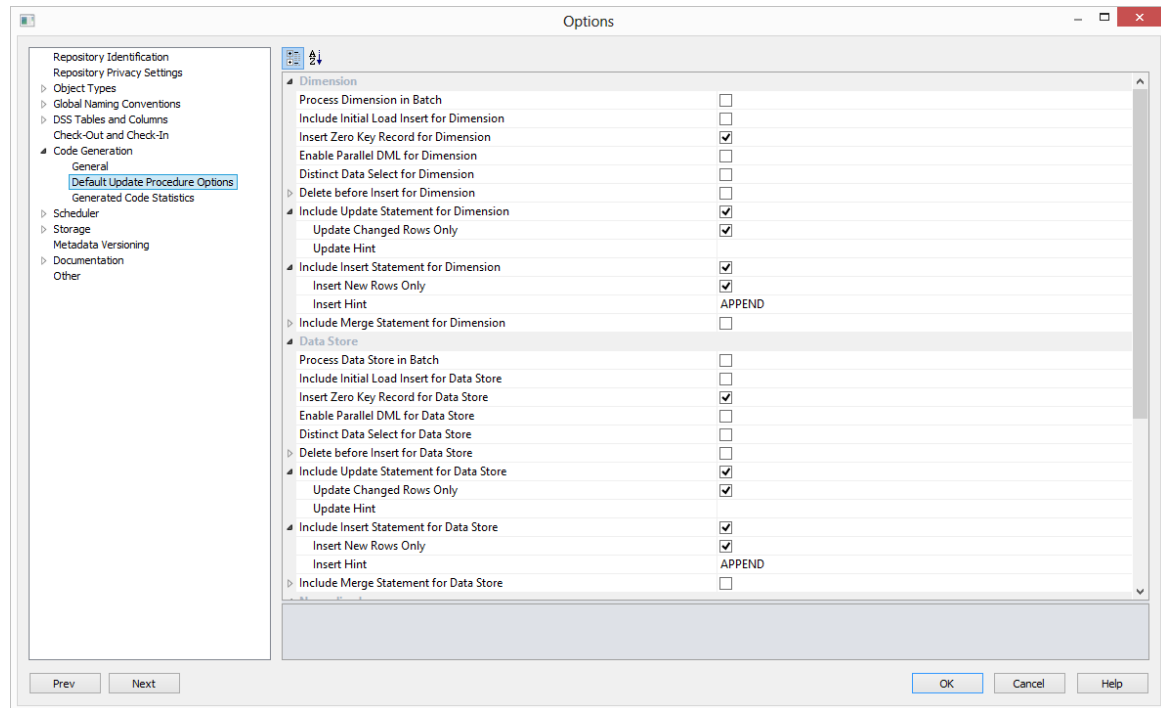 Options
Repository Identification
Repository Privacy Settings
Object Types
Global Naming Conventions
DSS Tables and Columns
Check-Out and Check-In
Code Generation
General
Default Update Procedure Options
Generated Code Statistics
Scheduler
Storage
Metadata Versioning
Documentation
Other
Dimension
Process Dimension in Batch
Include Initial Load Insert for Dimension
Insert Zero Key Record for Dimension
Enable Parallel DML for Dimension
Distinct Data Select for Dimension
Delete before Insert for Dimension
Include Update Statement for Dimension
Update Changed Rows Only
Update Hint
Include Insert Statement for Dimension
Insert New Rows Only
Insert Hint APPEND
Include Merge Statement for Dimension
Data Store
Process Data Store in Batch
Include Initial Load Insert for Data Store
Insert Zero Key Record for Data Store
Enable Parallel DML for Data Store
Distinct Data Select for Data Store
Delete before Insert for Data Store
Include Update Statement for Data Store
Update Changed Rows Only
Update Hint
Include Insert Statement for Data Store
Insert New Rows Only
Insert Hint APPEND
Include Merge Statement for Data Store
Prev Next OK Cancel Help